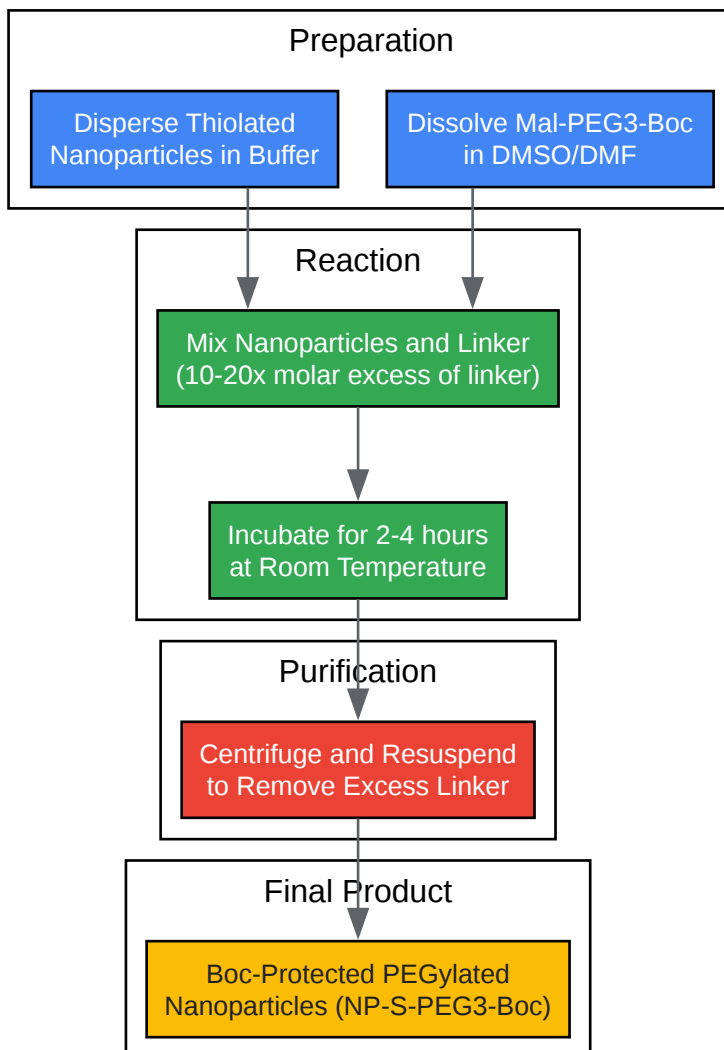 Preparation
Disperse Thiolated
Nanoparticles in Buffer
Dissolve Mal-PEG3-Boc
in DMSO/DMF
Reaction
Mix Nanoparticles and Linker
(10-20x molar excess of linker)
Incubate for 2-4 hours
at Room Temperature
Purification
Centrifuge and Resuspend
to Remove Excess Linker
Final Product
Boc-Protected PEGylated
Nanoparticles (NP-S-PEG3-Boc)